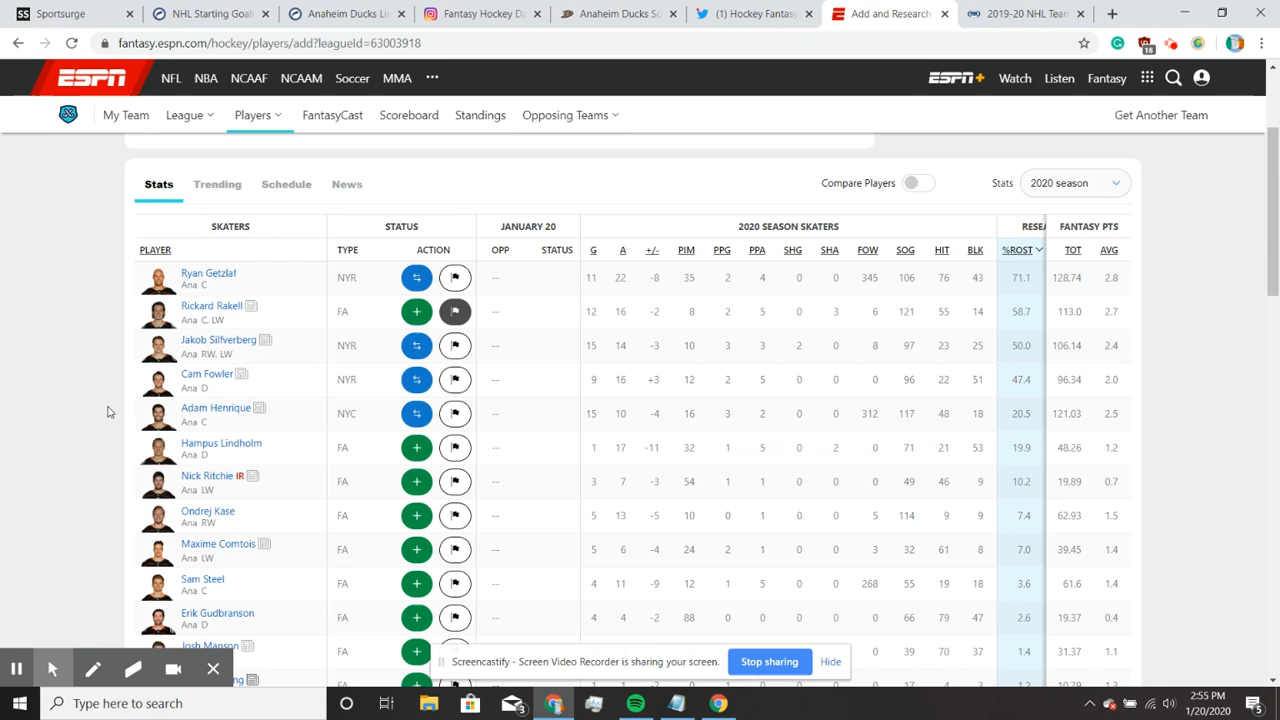 Sportsurge
NHL Starting Goali
Anaheim Ducks Lin
Fantasy Hockey Da
Anaheim Ducks Sc
(1) Hockey Fantas
Add and Research
2019-20 NHL Team
fantasy.espn.com/hockey/players/add?leagueId=63003918
18
ESPN NFL NBA NCAAF NCAAM Soccer MMA ESPN+ Watch Listen Fantasy
My Team League Players FantasyCast Scoreboard Standings Opposing Teams Get Another Team
Stats Trending Schedule News Compare Players Stats 2020 season
SKATERS STATUS JANUARY 20 2020 SEASON SKATERS RESEA FANTASY PTS
PLAYER TYPE ACTION OPP STATUS G A +/- PIM PPG PPA SHG SHA FOW SOG HIT BLK %ROST TOT AVG
Ryan Getzlaf NYR -- 11 22 -8 35 2 4 0 0 345 106 76 43 71.1 128.74 2.8
Ana C
Rickard Rakell FA -- 12 16 -2 8 2 5 0 3 6 121 55 14 58.7 113.0 2.7
Ana C, LW
Jakob Silfverberg NYR -- 15 14 -3 10 3 3 2 0 8 97 23 25 50.0 106.14 2.4
Ana RW, LW
Cam Fowler NYR -- 9 16 +3 12 2 5 0 0 0 96 22 51 47.4 96.34 2.0
Ana D
Adam Henrique NYC -- 15 10 -4 16 3 2 0 0 312 117 48 18 20.5 121.03 2.5
Ana C
Hampus Lindholm FA -- 1 17 -11 32 1 5 0 2 0 71 21 53 19.9 48.26 1.2
Ana D
Nick Ritchie IR FA -- 3 7 -3 54 1 1 0 0 0 49 46 9 10.2 19.89 0.7
Ana LW
Ondrej Kase FA -- 5 13 -5 10 0 1 0 0 5 114 9 9 7.4 62.93 1.5
Ana RW
Maxime Comtois FA -- 5 6 -4 24 2 1 0 0 3 32 61 8 7.0 39.45 1.4
Ana LW
Sam Steel FA -- 4 11 -9 12 1 5 0 0 268 55 19 18 3.6 61.6 1.4
Ana C
Erik Gudbranson FA -- 4 4 -4 88 0 0 0 0 0 66 79 47 2.6 19.37 0.4
Ana D
Josh Manson FA 39 70 37 1.4 31.37 1.1
Screencastify - Screen Video Recorder is sharing your screen. Stop sharing Hide
Type here to search
3
2:55 PM
1/20/2020
5